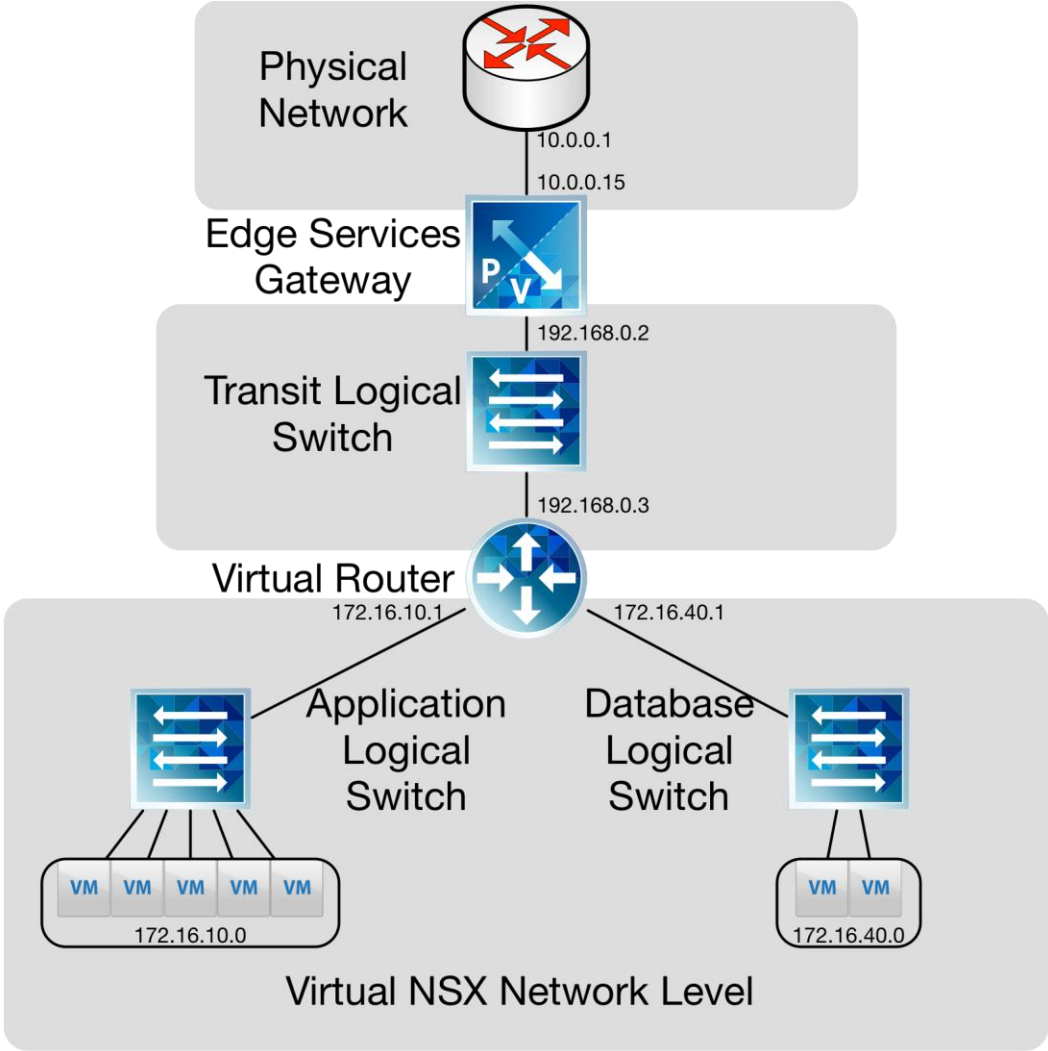 Physical
Network
10.0.0.1
10.0.0.15
Edge Services
Gateway
P
V
192.168.0.2
Transit Logical
Switch
192.168.0.3
Virtual Router
172.16.10.1
172.16.40.1
Application
Logical
Switch
Database
Logical
Switch
VM VM VM VM VM
172.16.10.0
VM VM
172.16.40.0
Virtual NSX Network Level